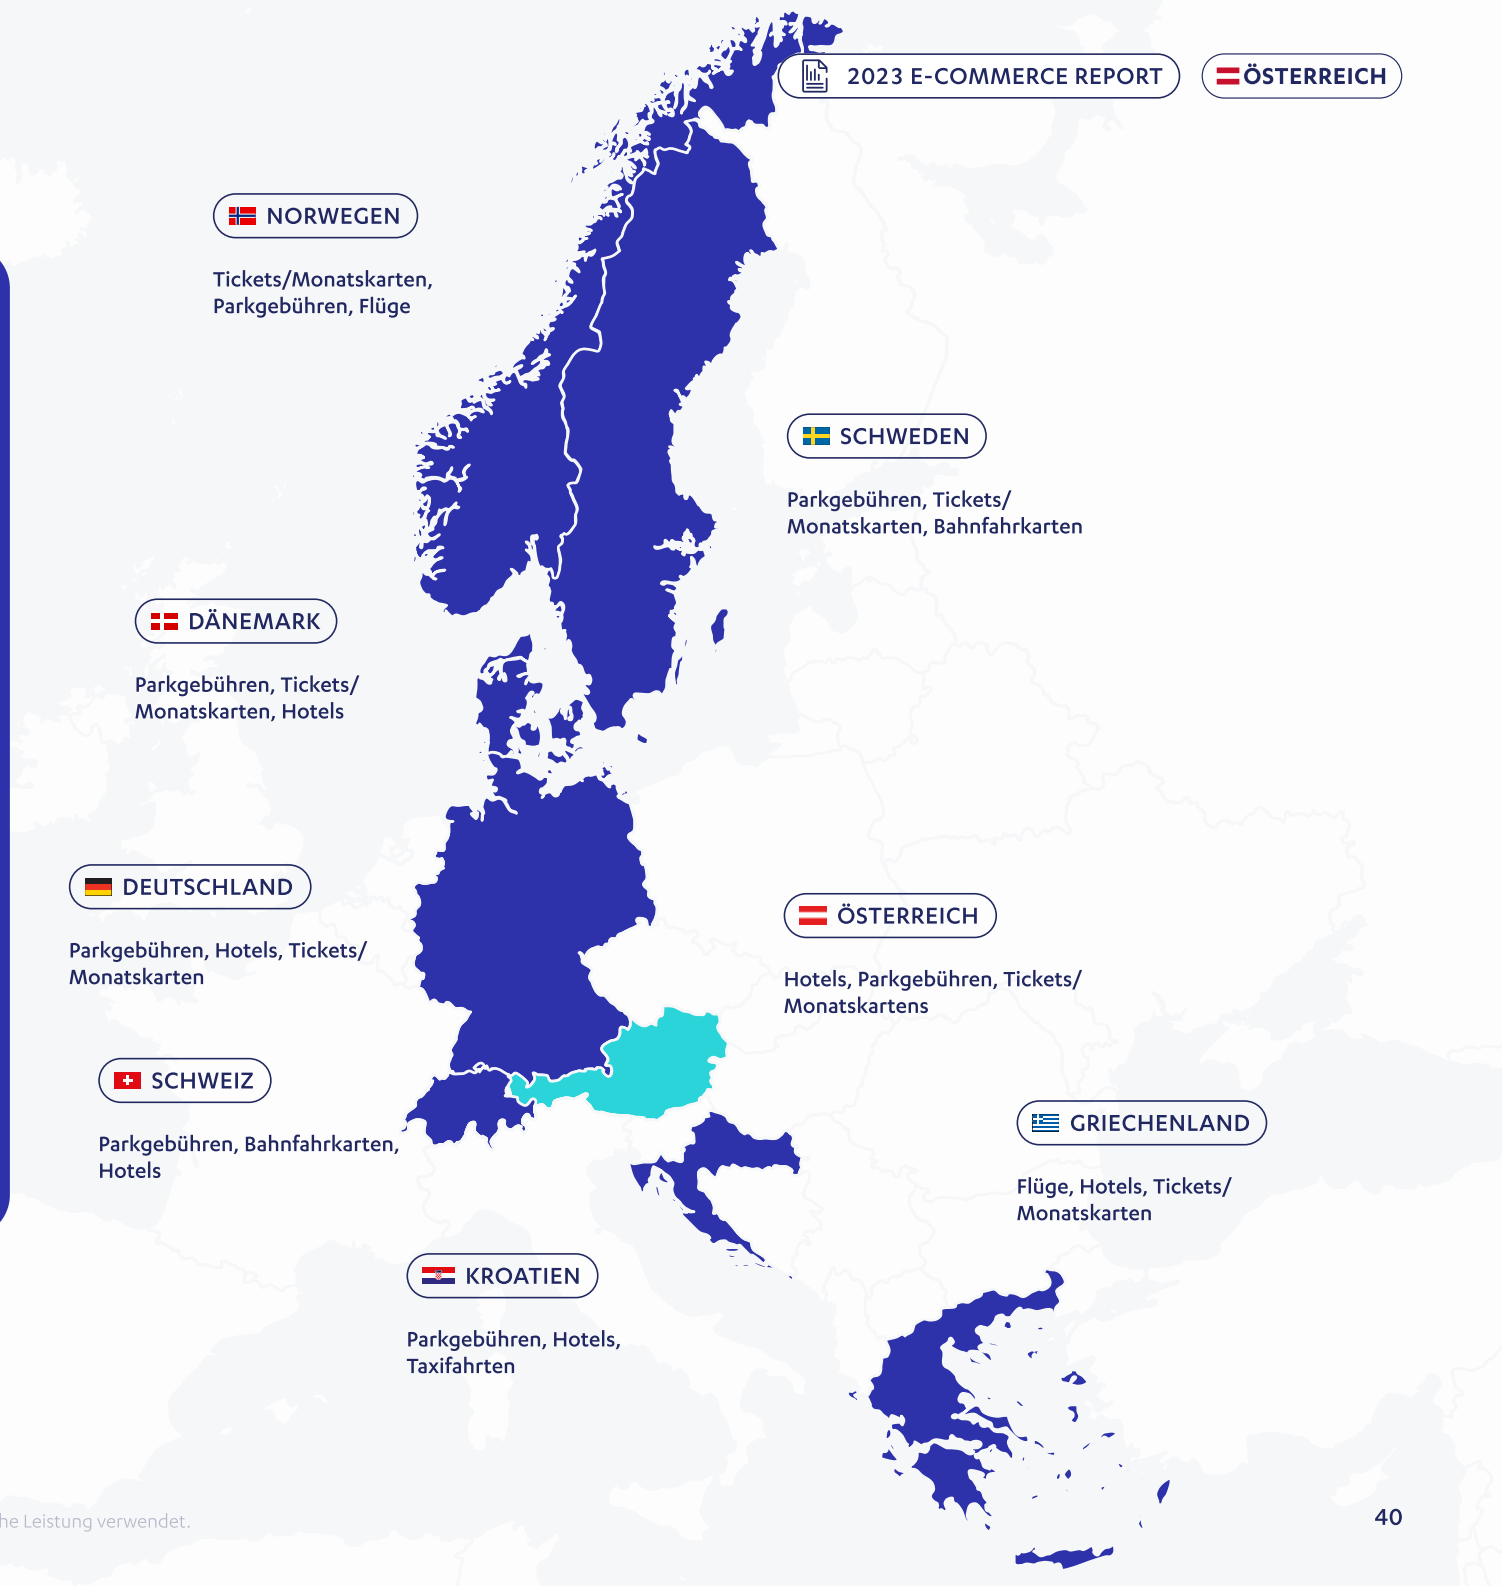 2023 E-COMMERCE REPORT
ÖSTERREICH
NORWEGEN
Tickets/Monatskarten,
Parkgebühren, Flüge
SCHWEDEN
Parkgebühren, Tickets/
Monatskarten, Bahnfahrkarten
DÄNEMARK
Parkgebühren, Tickets/
Monatskarten, Hotels
DEUTSCHLAND
Parkgebühren, Hotels, Tickets/
Monatskarten
ÖSTERREICH
Hotels, Parkgebühren, Tickets/
Monatskartens
SCHWEIZ
Parkgebühren, Bahnfahrkarten,
Hotels
GRIECHENLAND
Flüge, Hotels, Tickets/
Monatskarten
KROATIEN
Parkgebühren, Hotels,
Taxifahrten
he Leistung verwendet.
40